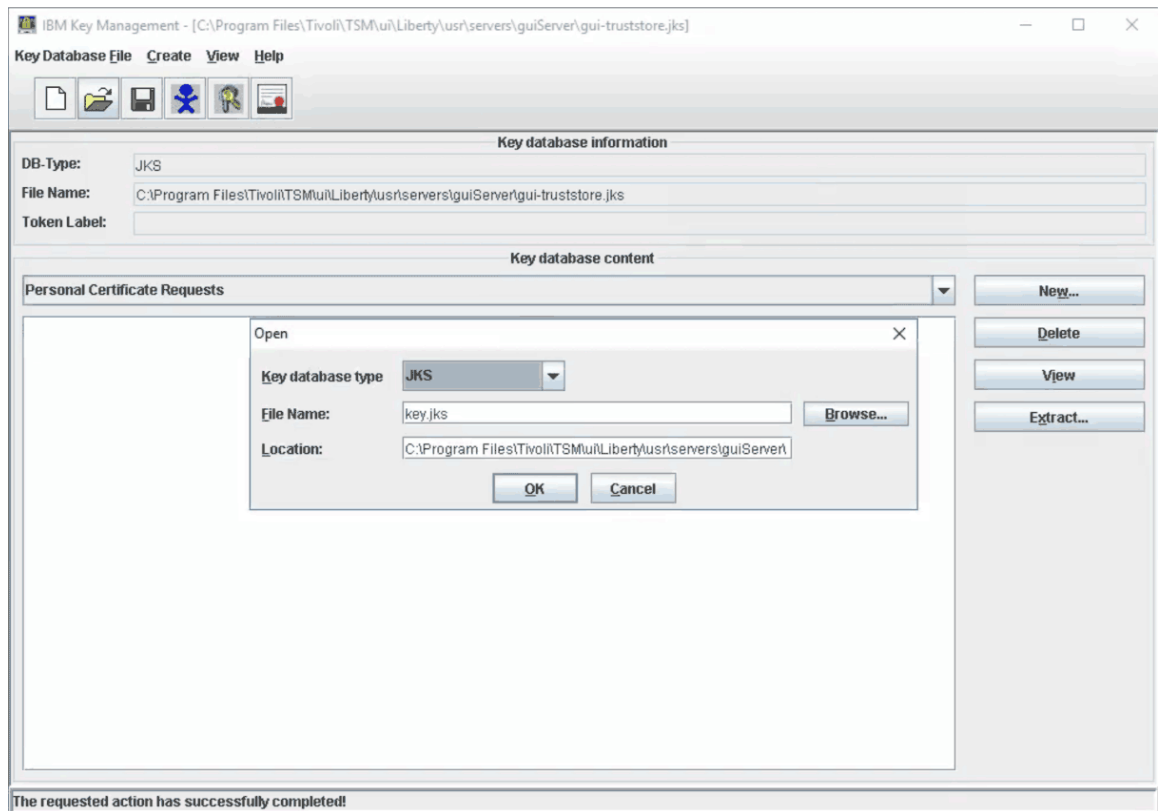 IBM Key Management - [C:\Program Files\Tivoli\TSM\ui\Liberty\usr\servers\guiServer\gui-truststore.jks]
Key Database File Create View Help
Key database information
DB-Type: JKS
File Name: C:\Program Files\Tivoli\TSM\ui\Liberty\usr\servers\guiServer\gui-truststore.jks
Token Label:
Key database content
Personal Certificate Requests
New...
Open
Delete
Key database type JKS
View
File Name: key.jks Browse...
Extract...
Location: C:\Program Files\Tivoli\TSM\ui\Liberty\usr\servers\guiServer\
OK Cancel
The requested action has successfully completed!